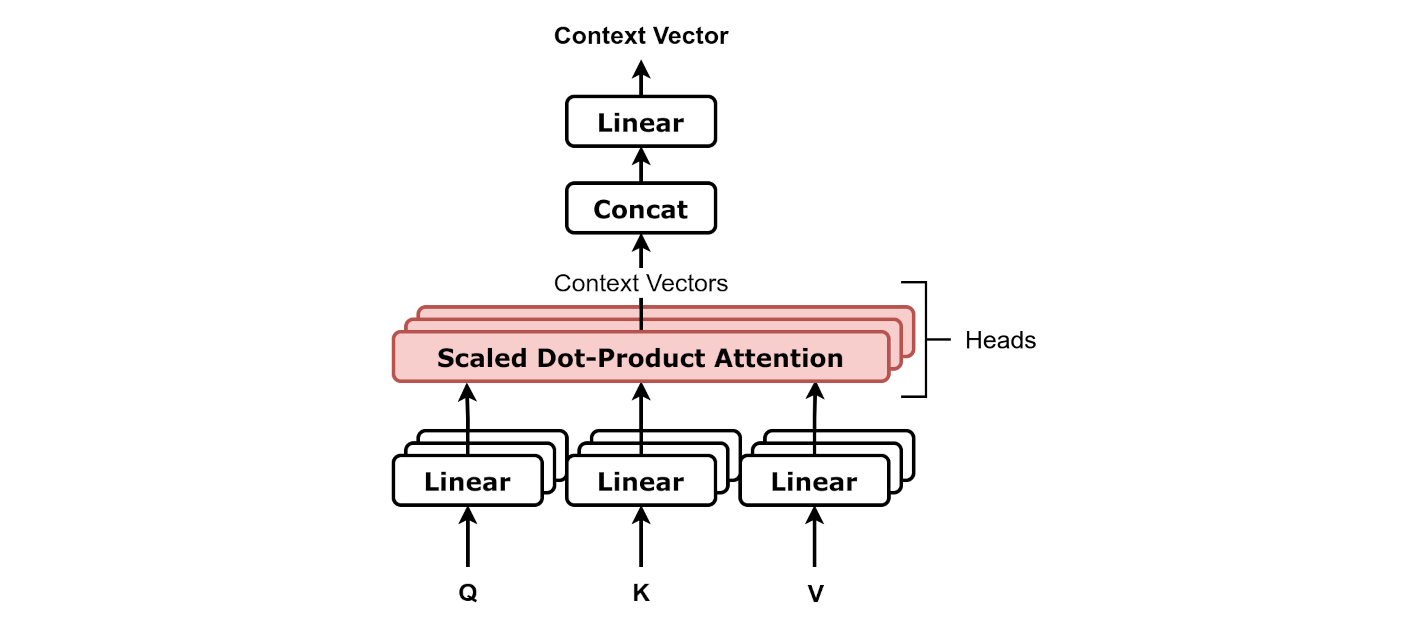 Context Vector
Linear
Concat
Context Vectors
Scaled Dot-Product Attention
Heads
Linear Linear Linear
Q K V